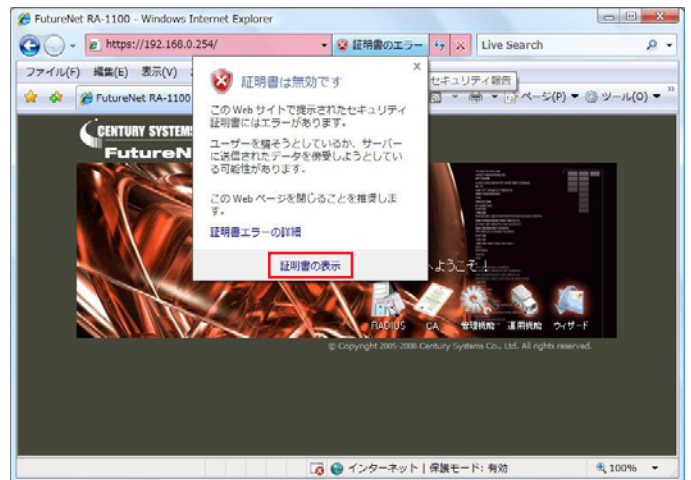 FutureNet RA-1100 - Windows Internet Explorer
https://192.168.0.254/
証明書のエラー
Live Search
ファイル(F) 編集(E) 表示(V)
FutureNet RA-1100
セキュリティ報告
ページ(P) ツール(O) »
証明書は無効です
この Web サイトで提示されたセキュリティ
証明書にはエラーがあります。
ユーザーを騙そうとしているか、サーバー
に送信されたデータを傍受しようとしてい
る可能性があります。
この Web ページを閉じることを推奨しま
す。
証明書エラーの詳細
証明書の表示
CENTURY SYSTEMS
FutureN
へようこそ!
RADIUS CA 管理機能 運用機能 ウィザード
© Copyright 2005-2008 Century Systems Co., Ltd. All rights reserved.
インターネット | 保護モード: 有効
100%